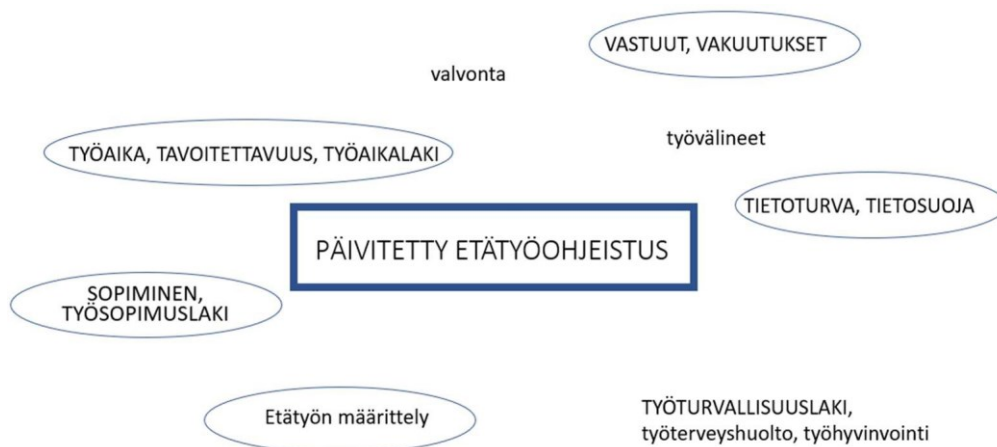 VASTUUT, VAKUUTUKSET
valvonta
työvälineet
TYÖAIKA, TAVOITETTAVUUS, TYÖAIKALAKI
TIETOTURVA, TIETOSUOJA
PÄIVITETTY ETÄTYÖOHJEISTUS
SOPIMINEN,
TYÖSOPIMUSLAKI
Etätyön määrittely
TYÖTURVALLISUUSLAKI,
työterveyshuolto, työhyvinvointi